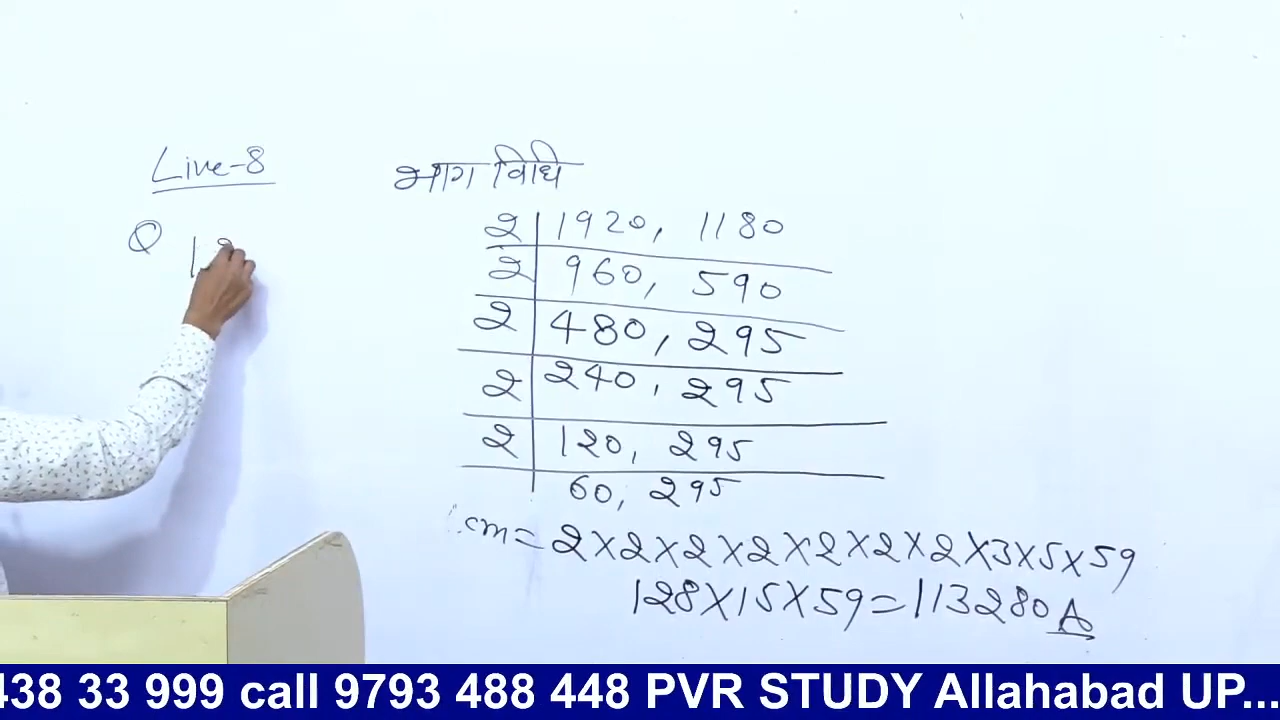 Live-8
Q
भाग विधि
2 | 1920, 1180
2 | 960, 590
2 | 480, 295
2 | 240, 295
2 | 120, 295
60, 295
cm = 2×2×2×2×2×2×2×3×5×59
128×15×59=113280 A
438 33 999 call 9793 488 448 PVR STUDY Allahabad UP...